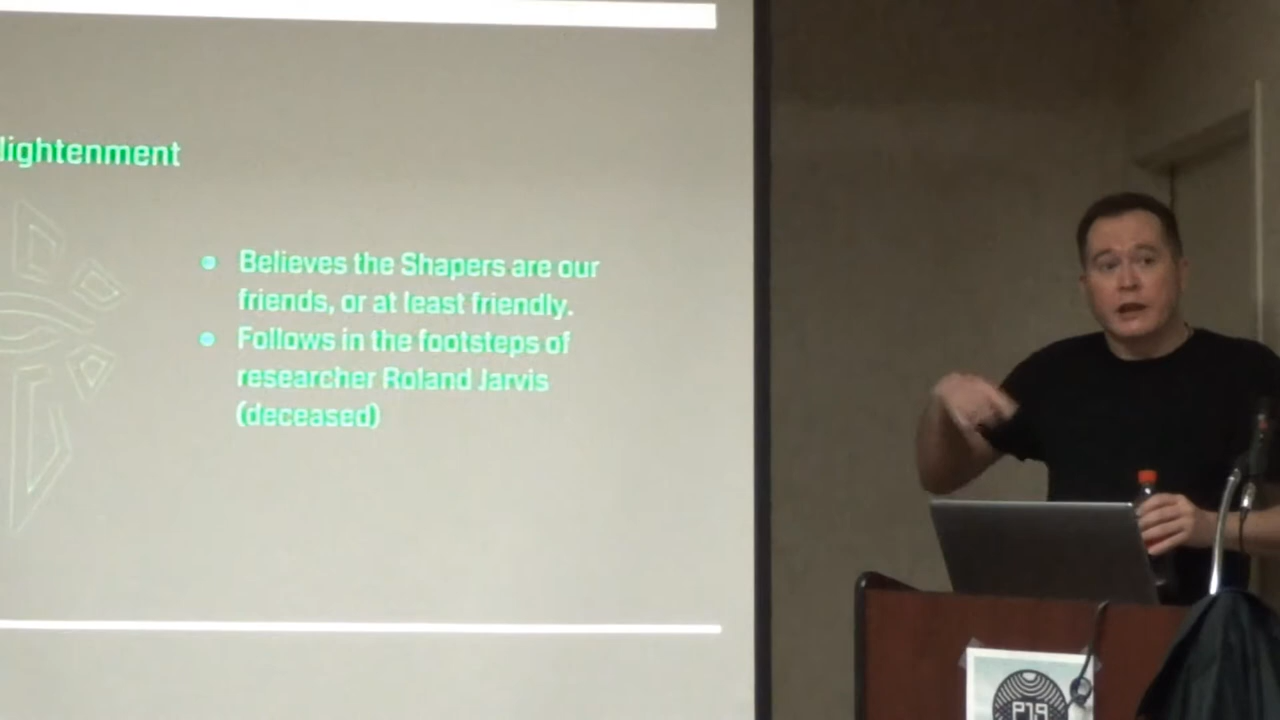 lightenment
Believes the Shapers are our
friends, or at least friendly.
Follows in the footsteps of
researcher Roland Jarvis
(deceased)
P19